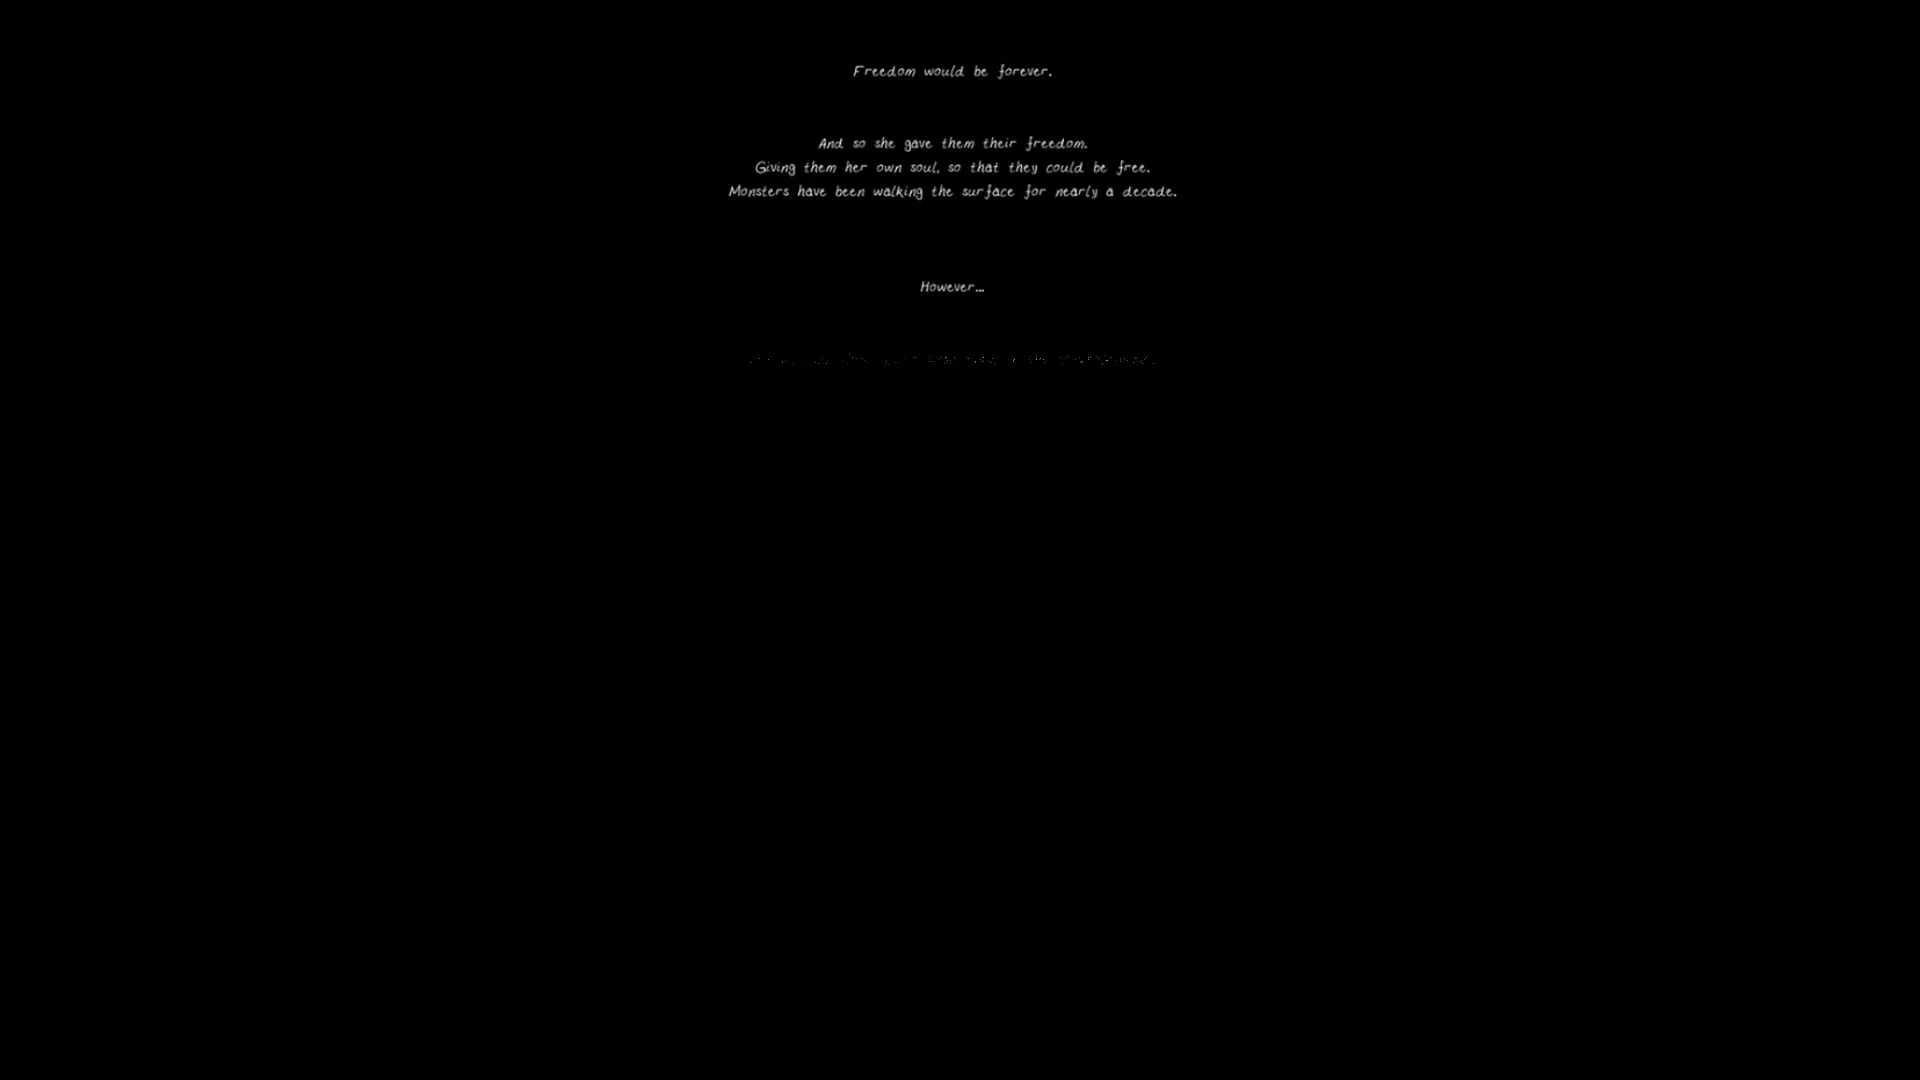 Freedom would be forever.
And so she gave them their freedom.
Giving them her own soul, so that they could be free.
Monsters have been walking the surface for nearly a decade.
However...